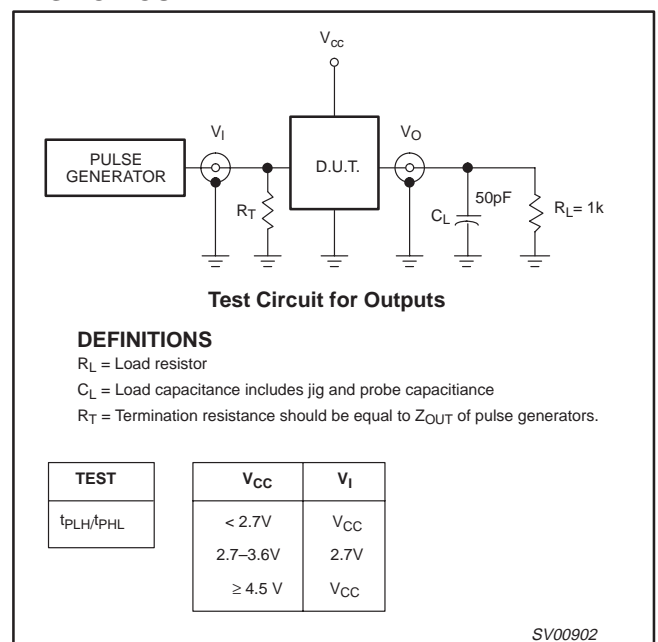 Vcc
VI
VO
PULSE
GENERATOR
D.U.T.
RT
50pF
CL
RL= 1k
Test Circuit for Outputs
DEFINITIONS
RL = Load resistor
CL = Load capacitance includes jig and probe capacitiance
RT = Termination resistance should be equal to ZOUT of pulse generators.
TEST
tPLH/tPHL
VCC VI
< 2.7V VCC
2.7–3.6V 2.7V
≥ 4.5 V VCC
SV00902